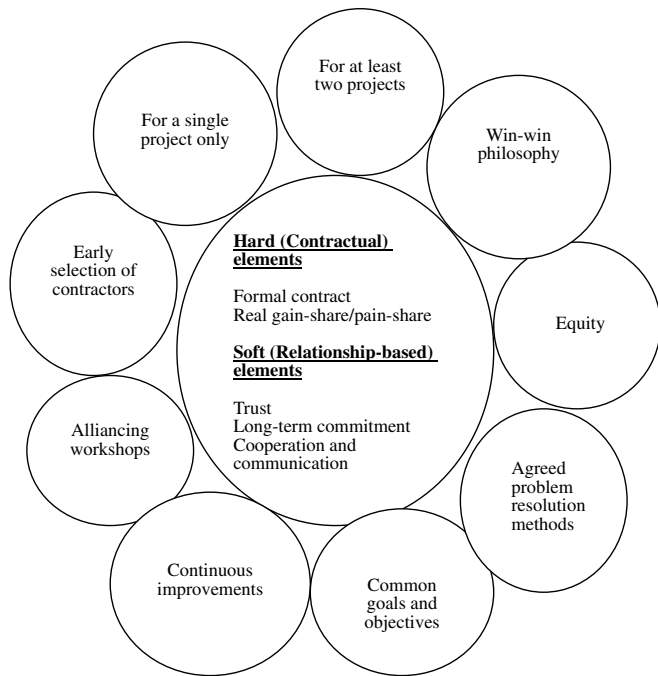 For at least
two projects
For a single
project only
Win-win
philosophy
Early
selection of
contractors
Hard (Contractual)
elements
Formal contract
Real gain-share/pain-share
Soft (Relationship-based)
elements
Trust
Long-term commitment
Cooperation and
communication
Equity
Alliancing
workshops
Agreed
problem
resolution
methods
Continuous
improvements
Common
goals and
objectives